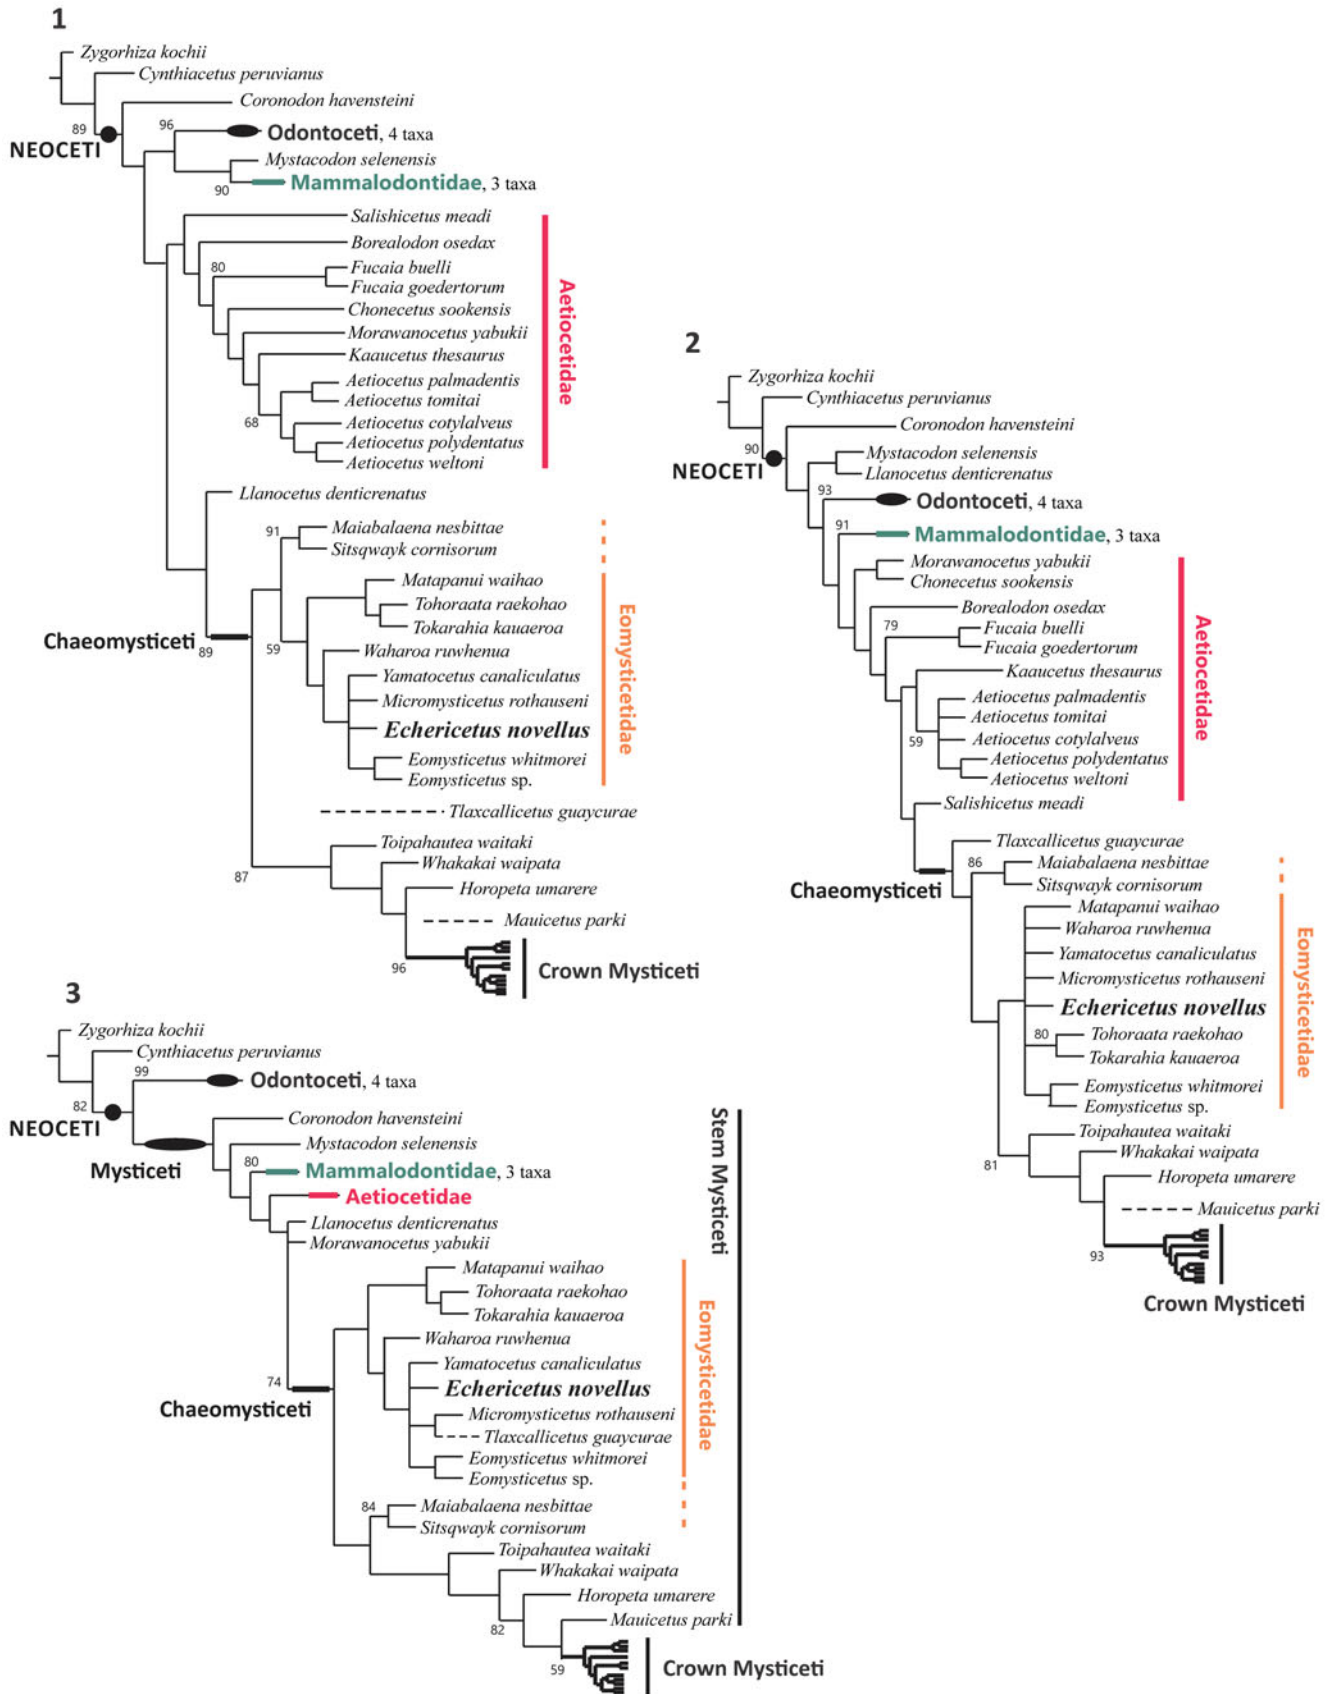 1
Zygorhiza kochii
Cynthiacetus peruvianus
Coronodon havensteini
96
Odontoceti, 4 taxa
89
NEOCETI
Mystacodon selenensis
90
Mammalodontidae, 3 taxa
Salishicetus meadi
Borealodon osedax
80
Fucaia buelli
Fucaia goedertorum
Chonecetus sookensis
Morawanocetus yabukii
Kaaucetus thesaurus
Aetiocetus palmadentis
Aetiocetus tomitai
68
Aetiocetus cotylalveus
Aetiocetus polydentatus
Aetiocetus weltoni
Aetiocetidae
Llanocetus denticrenatus
91
Maiabalaena nesbittae
Sitsqwayk cornisorum
Matapanui waihao
Tohoraata raekohao
Tokarahia kauaeroa
Chaeomysticeti
89
59
Waharoa ruwhenua
Yamatocetus canaliculatus
Micromysticetus rothauseni
Echericetus novellus
Eomysticetus whitmorei
Eomysticetus sp.
Eomysticetidae
Tlaxcallicetus guaycurae
87
Toipahautea waitaki
Whakakai waipata
Horopeta umarere
Mauicetus parki
96
Crown Mysticeti
2
Zygorhiza kochii
Cynthiacetus peruvianus
Coronodon havensteini
90
NEOCETI
Mystacodon selenensis
Llanocetus denticrenatus
93
Odontoceti, 4 taxa
91
Mammalodontidae, 3 taxa
Morawanocetus yabukii
Chonecetus sookensis
Borealodon osedax
79
Fucaia buelli
Fucaia goedertorum
Kaaucetus thesaurus
Aetiocetus palmadentis
Aetiocetus tomitai
59
Aetiocetus cotylalveus
Aetiocetus polydentatus
Aetiocetus weltoni
Aetiocetidae
Salishicetus meadi
Tlaxcallicetus guaycurae
Chaeomysticeti
86
Maiabalaena nesbittae
Sitsqwayk cornisorum
Matapanui waihao
Waharoa ruwhenua
Yamatocetus canaliculatus
Micromysticetus rothauseni
Echericetus novellus
80
Tohoraata raekohao
Tokarahia kauaeroa
Eomysticetus whitmorei
Eomysticetus sp.
Eomysticetidae
81
Toipahautea waitaki
Whakakai waipata
Horopeta umarere
Mauicetus parki
93
Crown Mysticeti
3
Zygorhiza kochii
Cynthiacetus peruvianus
99
Odontoceti, 4 taxa
82
NEOCETI
Mysticeti
Coronodon havensteini
Mystacodon selenensis
80
Mammalodontidae, 3 taxa
Aetiocetidae
Llanocetus denticrenatus
Morawanocetus yabukii
Stem Mysticeti
Matapanui waihao
Tohoraata raekohao
Tokarahia kauaeroa
Waharoa ruwhenua
Yamatocetus canaliculatus
74
Chaeomysticeti
Echericetus novellus
Micromysticetus rothauseni
Tlaxcallicetus guaycurae
Eomysticetus whitmorei
Eomysticetus sp.
Eomysticetidae
84
Maiabalaena nesbittae
Sitsqwayk cornisorum
Toipahautea waitaki
Whakakai waipata
Horopeta umarere
82
Mauicetus parki
59
Crown Mysticeti